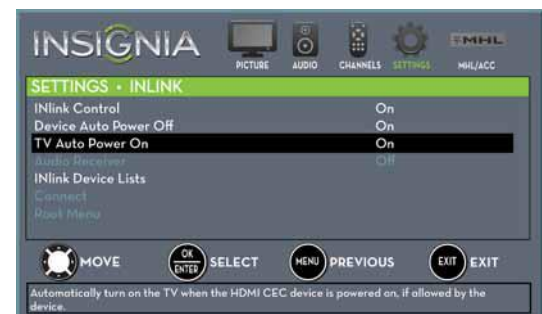 INSIGNIA
PICTURE AUDIO CHANNELS SETTINGS MHL MHL/ACC
SETTINGS • INLINK
INlink Control On
Device Auto Power Off On
TV Auto Power On On
Audio Receiver Off
INlink Device Lists
Connect
Root Menu
MOVE OK ENTER SELECT MENU PREVIOUS EXIT EXIT
Automatically turn on the TV when the HDMI CEC device is powered on, if allowed by the
device.